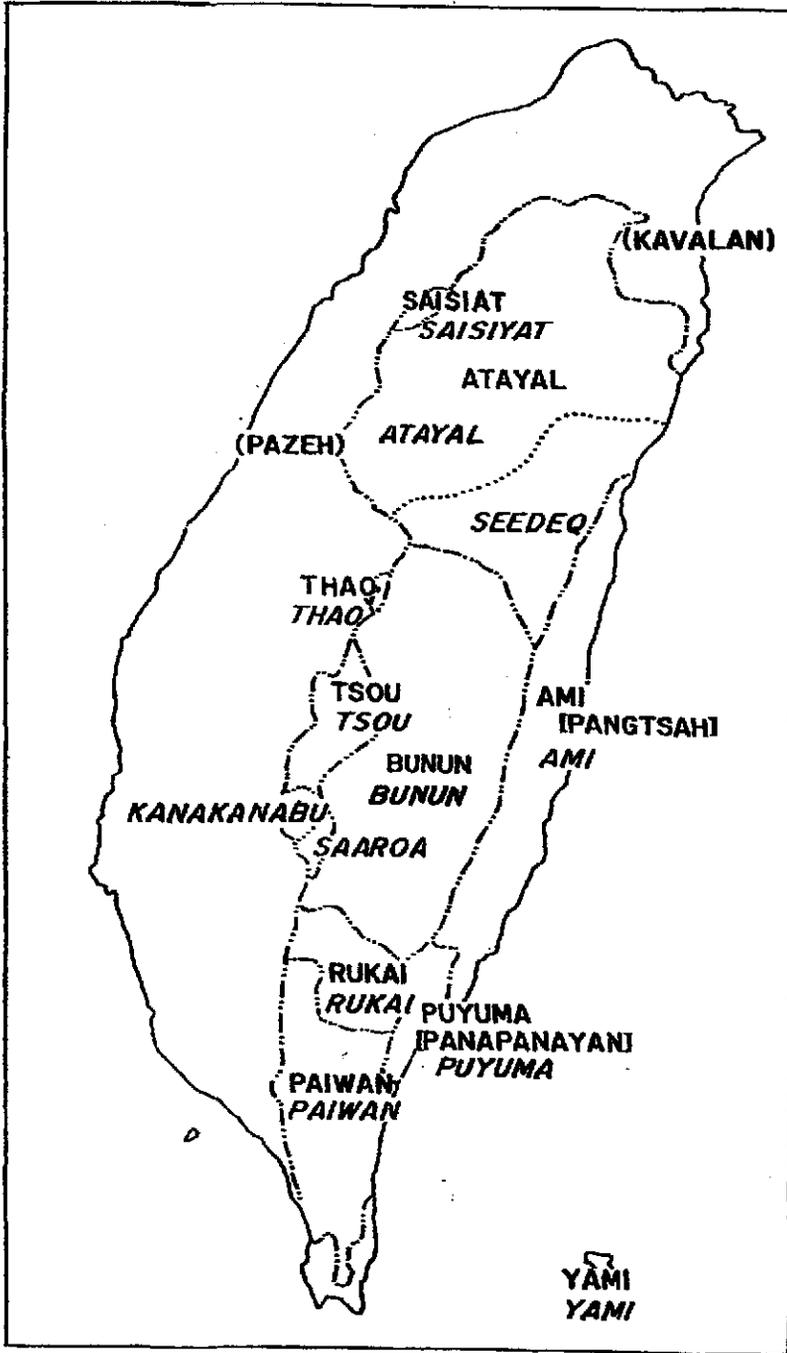 (KAVALAN)
SAISIAT
SAISIYAT
ATAYAL
ATAYAL
(PAZEH)
SEEDEQ
THAO
THAO
TSOU
TSOU
AMI
[PANGTSAH]
AMI
BUNUN
BUNUN
KANAKANABU
SAAROA
RUKAI
RUKAI
PUYUMA
[PANAPANAYAN]
PUYUMA
PAIWAN
PAIWAN
YAMI
YAMI